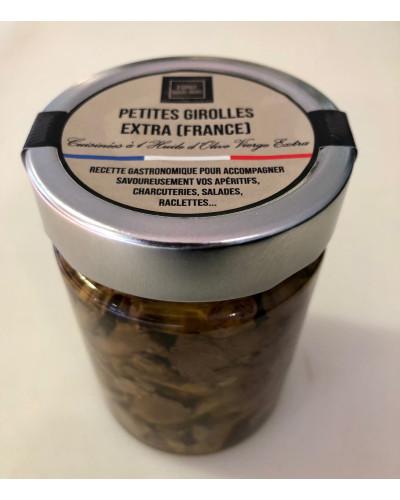 PETITES GIROLLES
EXTRA (FRANCE)
Cuisinées à l'Huile d'Olive Vierge Extra
RECETTE GASTRONOMIQUE POUR ACCOMPAGNER
SAVOUREUSEMENT VOS APÉRITIFS,
CHARCUTERIES, SALADES,
RACLETTES...